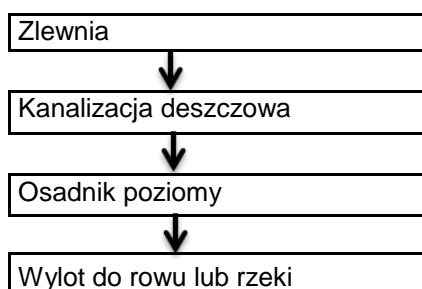 Zlewnia
Kanalizacja deszczowa
Osadnik poziomy
Wylot do rowu lub rzeki